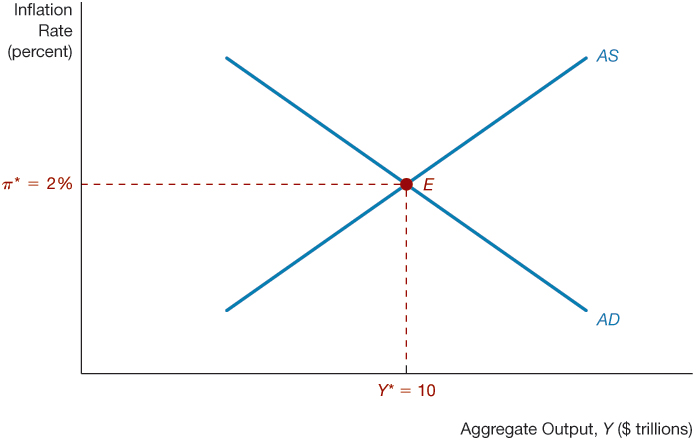 Inflation
Rate
(percent)
AS
π* = 2%
E
AD
Y* = 10
Aggregate Output, Y ($ trillions)